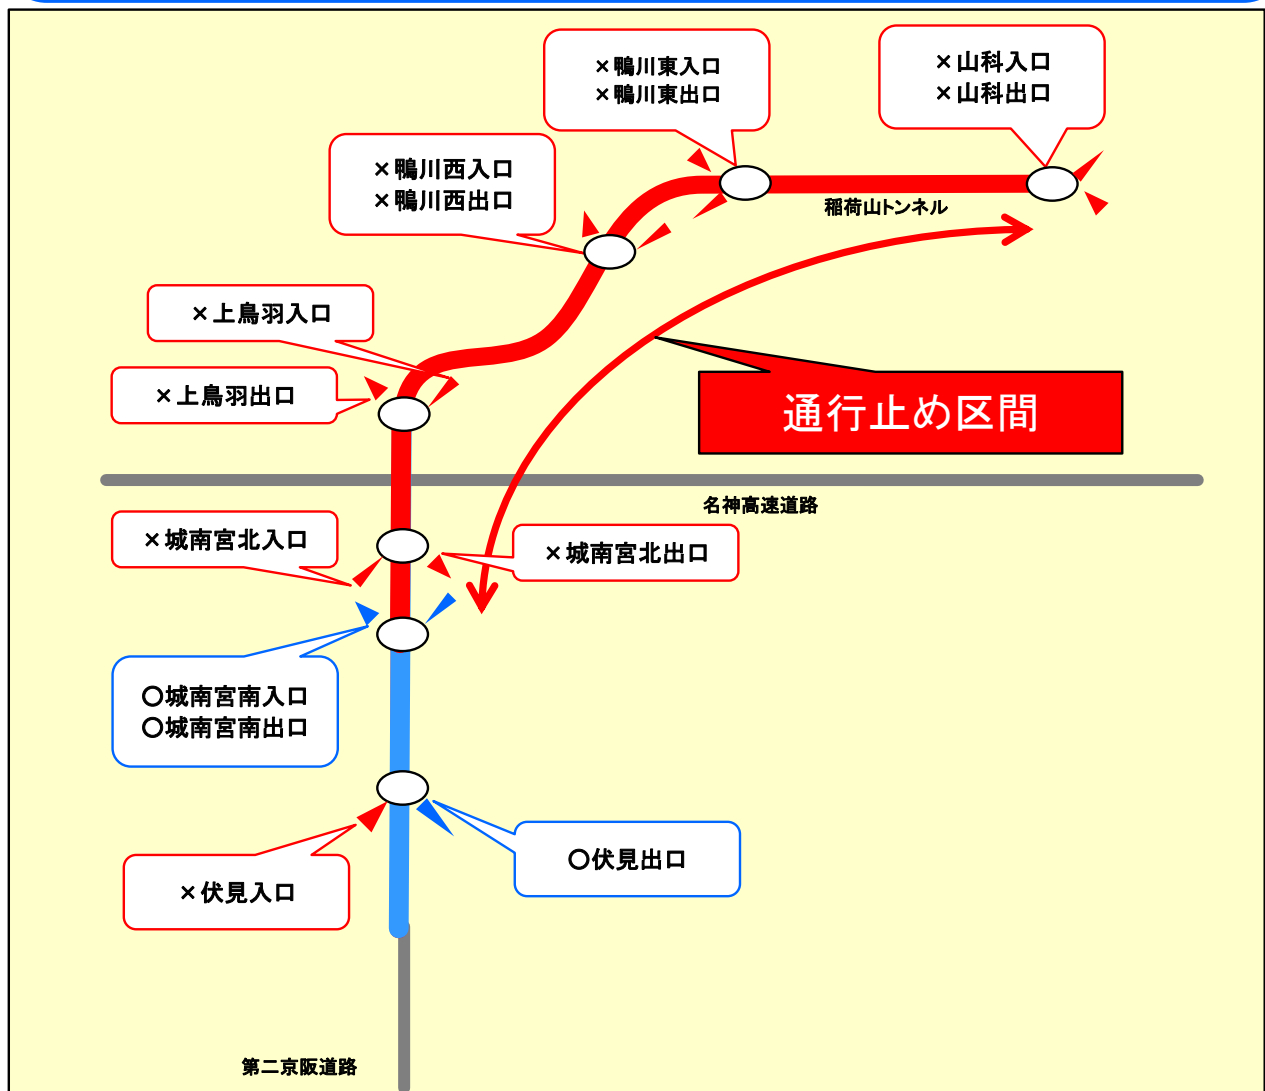 ×鴨川東入口
×鴨川東出口
×山科入口
×山科出口
×鴨川西入口
×鴨川西出口
稲荷山トンネル
×上鳥羽入口
×上鳥羽出口
通行止め区間
名神高速道路
×城南宮北入口
×城南宮北出口
〇城南宮南入口
〇城南宮南出口
〇伏見出口
×伏見入口
第二京阪道路